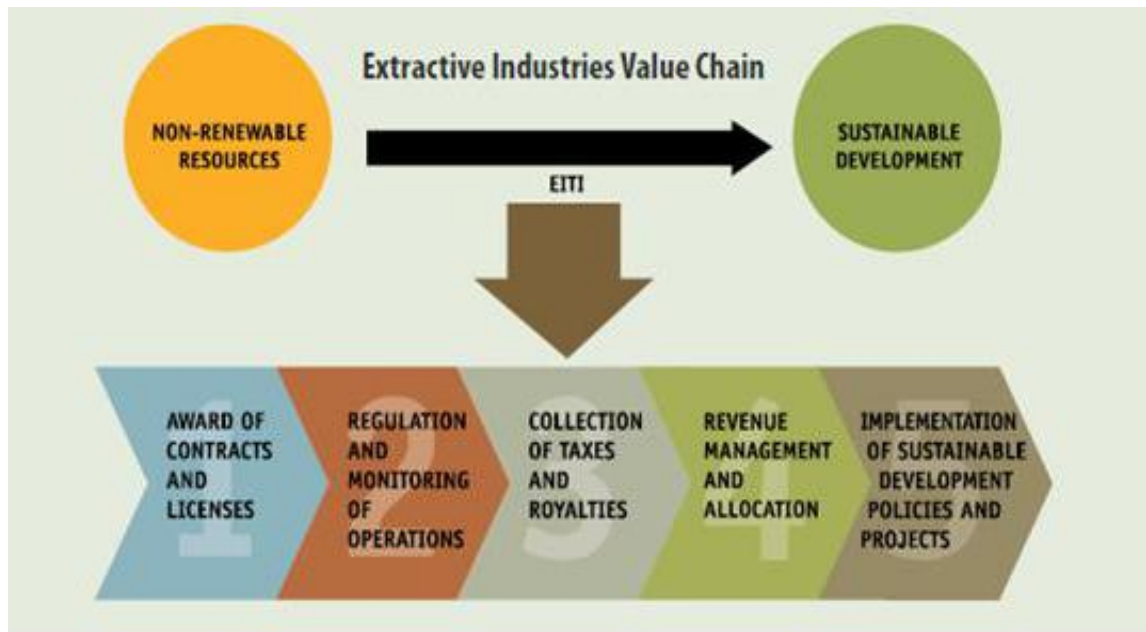 Extractive Industries Value Chain
NON-RENEWABLE
RESOURCES
SUSTAINABLE
DEVELOPMENT
EITI
1
AWARD OF
CONTRACTS
AND
LICENSES
2
REGULATION
AND
MONITORING
OF
OPERATIONS
3
COLLECTION
OF TAXES
AND
ROYALTIES
4
REVENUE
MANAGEMENT
AND
ALLOCATION
5
IMPLEMENTATION
OF SUSTAINABLE
DEVELOPMENT
POLICIES AND
PROJECTS